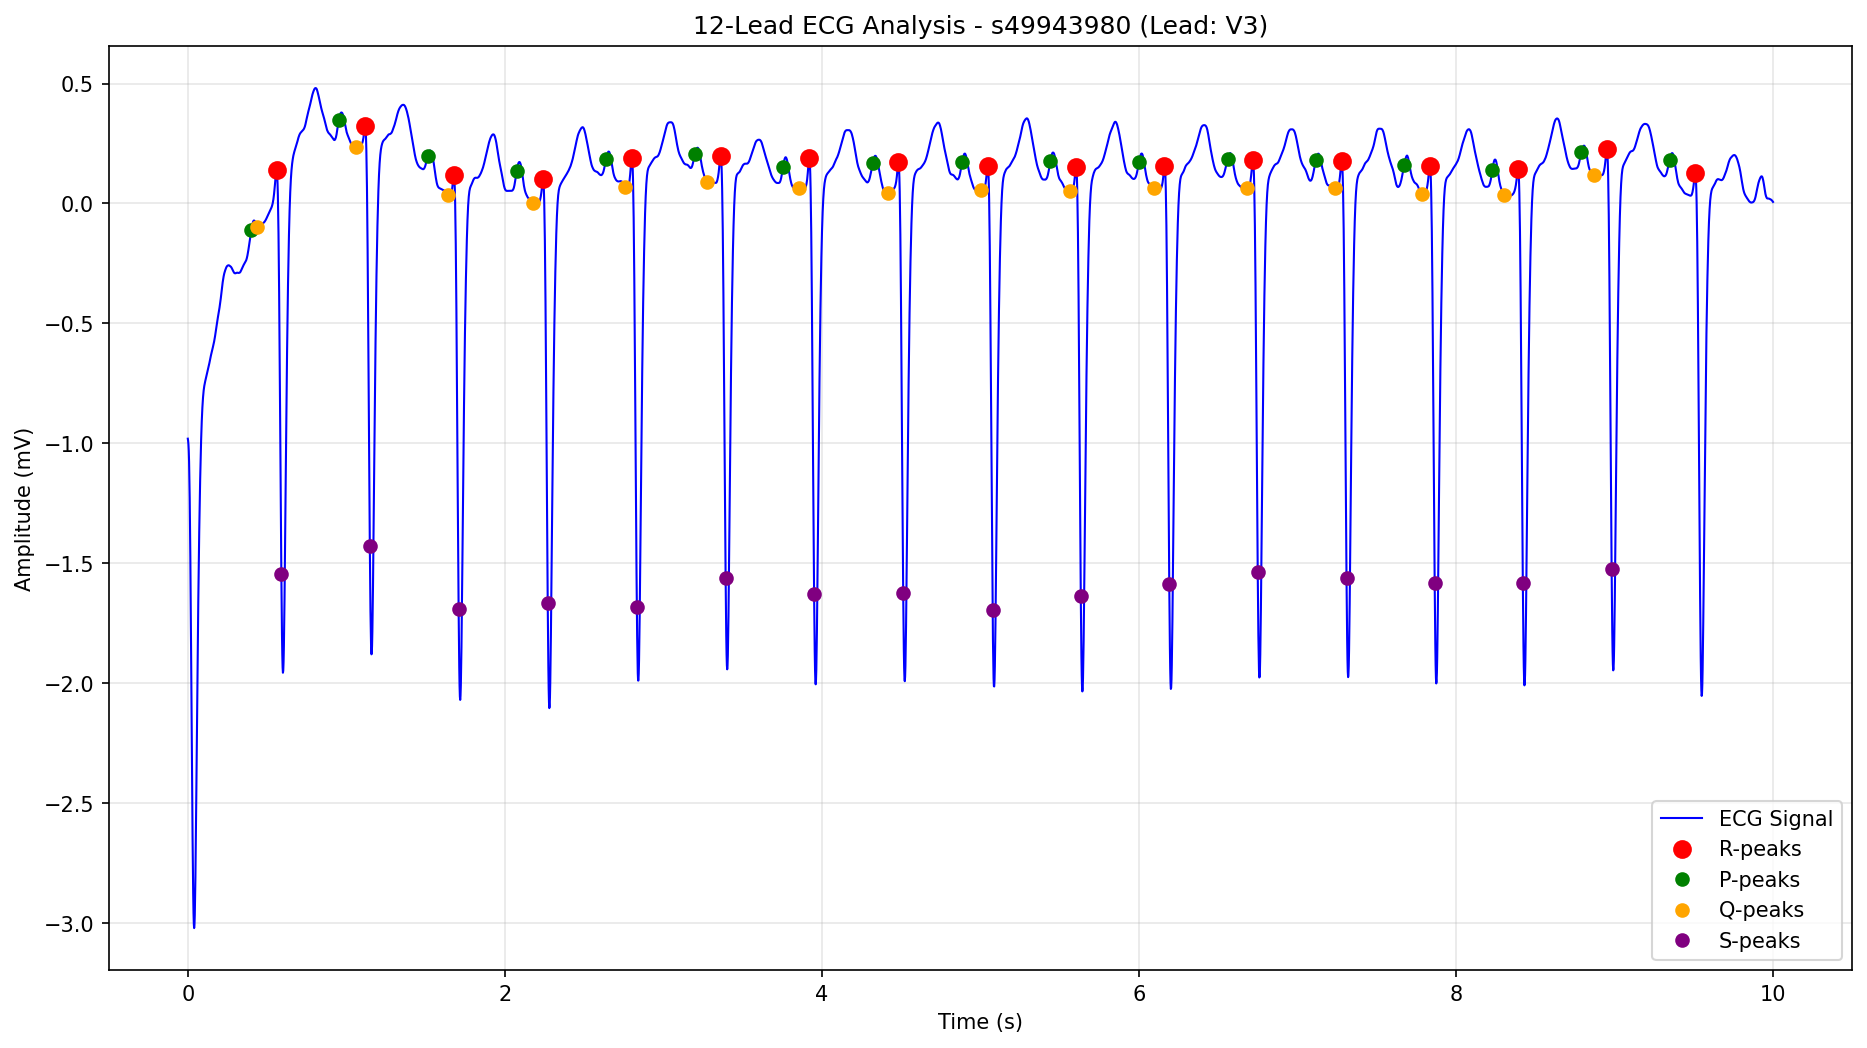 12-Lead ECG Analysis - s49943980 (Lead: V3)
Amplitude (mV)
0.5
0.0
−0.5
−1.0
−1.5
−2.0
−2.5
−3.0
ECG Signal
R-peaks
P-peaks
Q-peaks
S-peaks
0 2 4 6 8 10
Time (s)